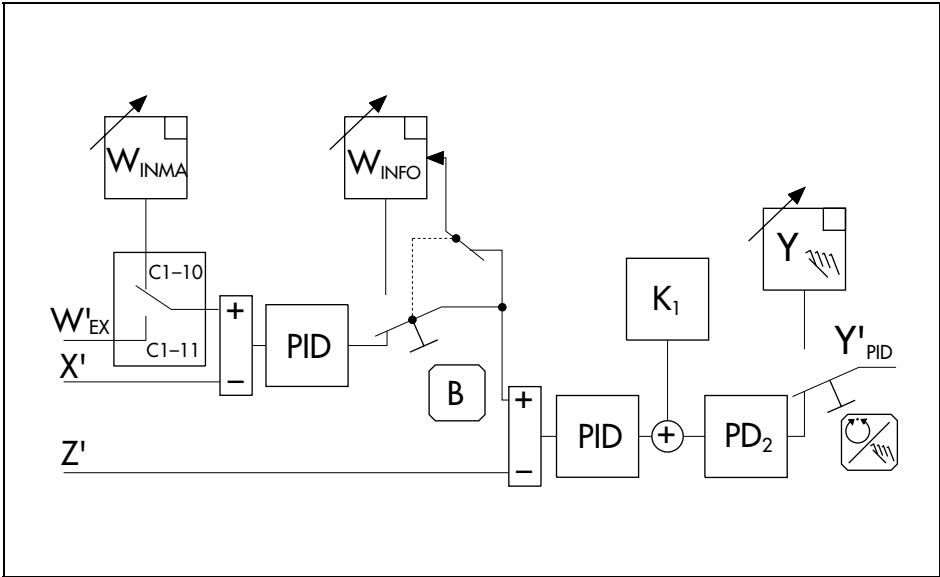 W_INMA
W_INFO
C1–10
W'_EX
C1–11
X'
+
−
PID
B
K_1
Y
Y'_PID
Z'
+
−
PID
+
PD_2